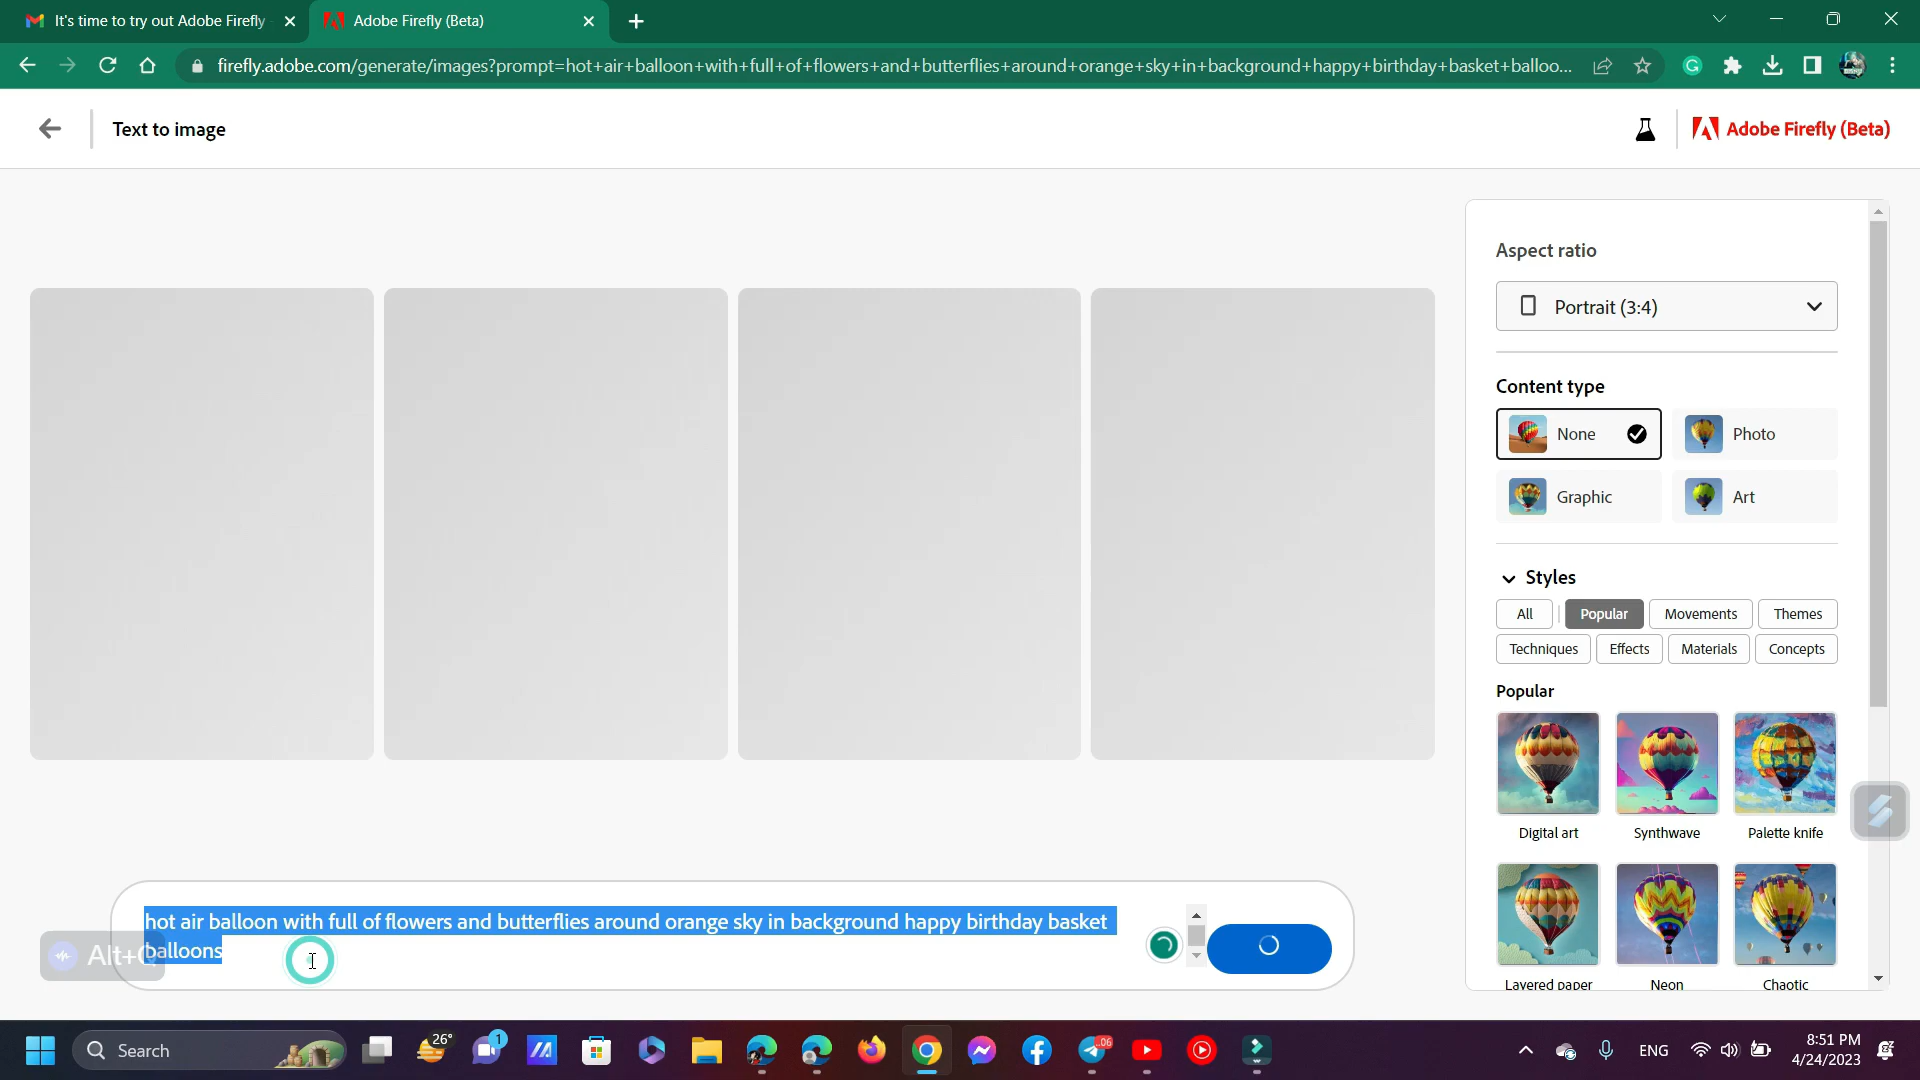 It's time to try out Adobe Firefly
Adobe Firefly (Beta)
firefly.adobe.com/generate/images?prompt=hot+air+balloon+with+full+of+flowers+and+butterflies+around+orange+sky+in+background+happy+birthday+basket+balloo...
Text to image
Adobe Firefly (Beta)
Aspect ratio
Portrait (3:4)
Content type
None
Photo
Graphic
Art
Styles
All
Popular
Movements
Themes
Techniques
Effects
Materials
Concepts
Popular
Digital art
Synthwave
Palette knife
Layered paper
Neon
Chaotic
hot air balloon with full of flowers and butterflies around orange sky in background happy birthday basket
balloons
Alt+
Search
26°
1
.06
ENG
8:51 PM
4/24/2023